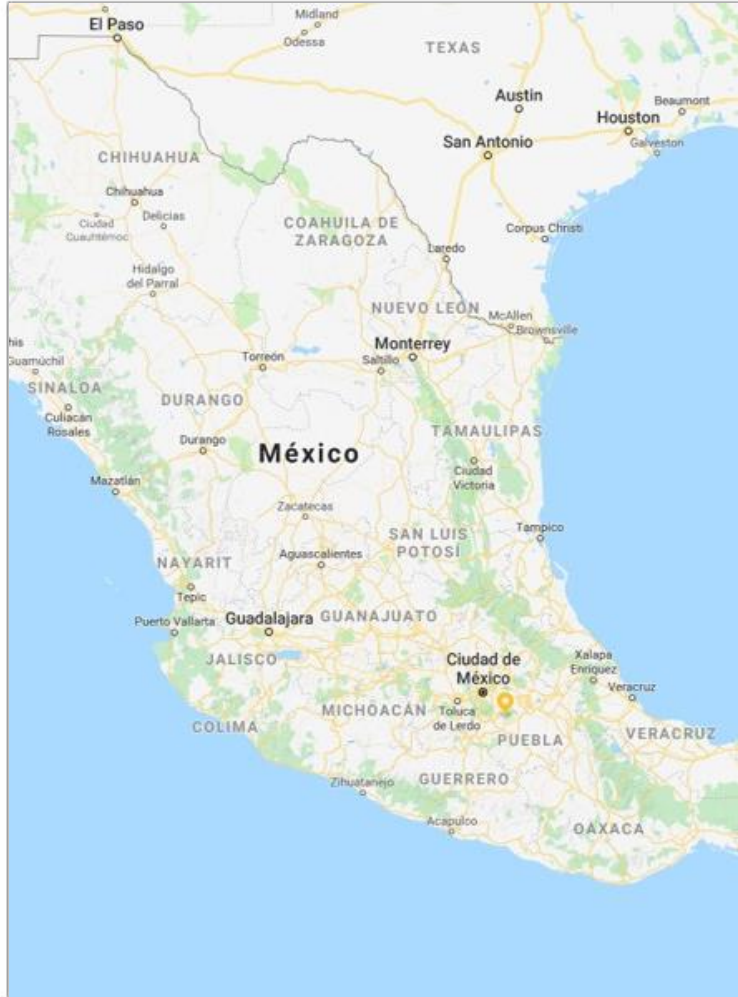 Midland
El Paso
Odessa
TEXAS
Austin
Beaumont
Houston
San Antonio
Galveston
CHIHUAHUA
Chihuahua
Ciudad
Cuauhtémoc
Delicias
COAHUILA DE
ZARAGOZA
Corpus Christi
Laredo
Hidalgo
del Parral
NUEVO LEÓN
McAllen
Brownsville
his
Guamúchil
Monterrey
Torreón
Saltillo
SINALOA
DURANGO
Culiacán
Rosales
TAMAULIPAS
Durango
México
Ciudad
Victoria
Mazatlán
Zacatecas
SAN LUIS
POTOSÍ
Tampico
Aguascalientes
NAYARIT
Tepic
Puerto Vallarta
Guadalajara
GUANAJUATO
JALISCO
Ciudad de
México
Xalapa
Enríquez
Veracruz
MICHOACÁN
Toluca
de Lerdo
COLIMA
PUEBLA
VERACRUZ
Zihuatanejo
GUERRERO
Acapulco
OAXACA